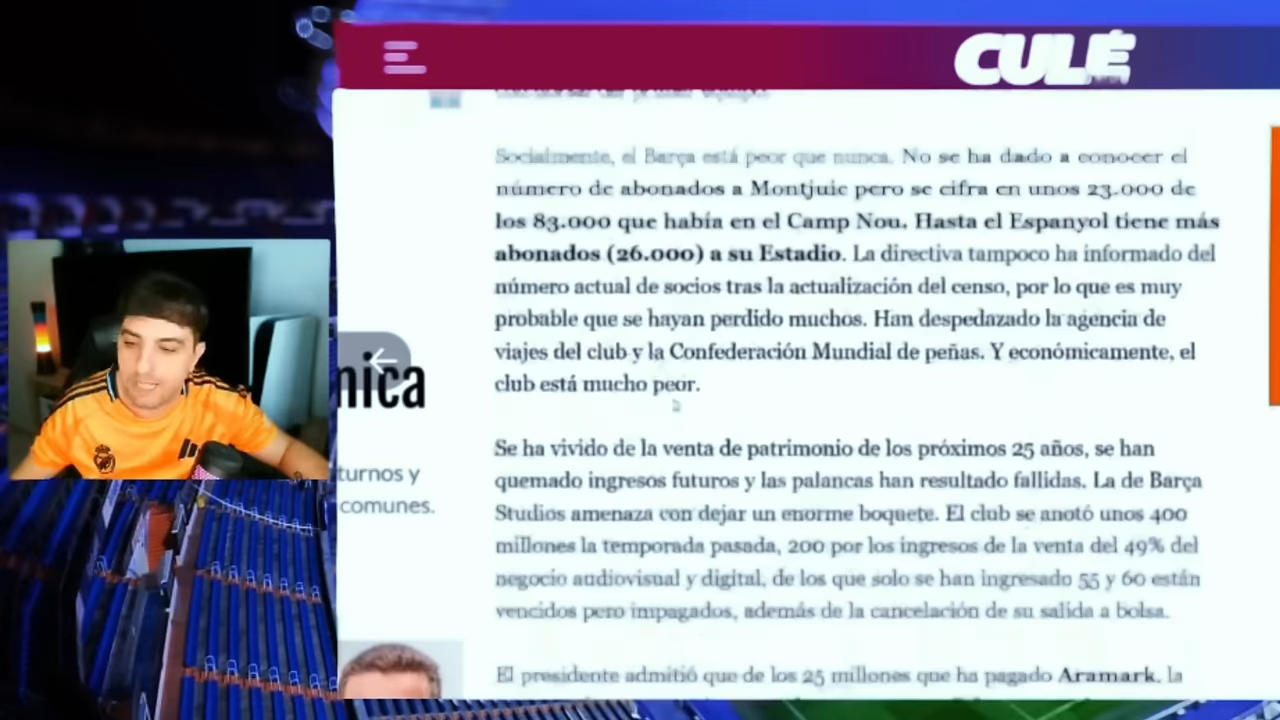 CULÉ
Socialmente, el Barça está peor que nunca. No se ha dado a conocer el
número de abonados a Montjuic pero se cifra en unos 23.000 de
los 83.000 que había en el Camp Nou. Hasta el Espanyol tiene más
abonados (26.000) a su Estadio. La directiva tampoco ha informado del
número actual de socios tras la actualización del censo, por lo que es muy
probable que se hayan perdido muchos. Han despedazado la agencia de
viajes del club y la Confederación Mundial de peñas. Y económicamente, el
club está mucho peor.
nica
turnos y
comunes.
Se ha vivido de la venta de patrimonio de los próximos 25 años, se han
quemado ingresos futuros y las palancas han resultado fallidas. La de Barça
Studios amenaza con dejar un enorme boquete. El club se anotó unos 400
millones la temporada pasada, 200 por los ingresos de la venta del 49% del
negocio audiovisual y digital, de los que solo se han ingresado 55 y 60 están
vencidos pero impagados, además de la cancelación de su salida a bolsa.
El presidente admitió que de los 25 millones que ha pagado Aramark, la